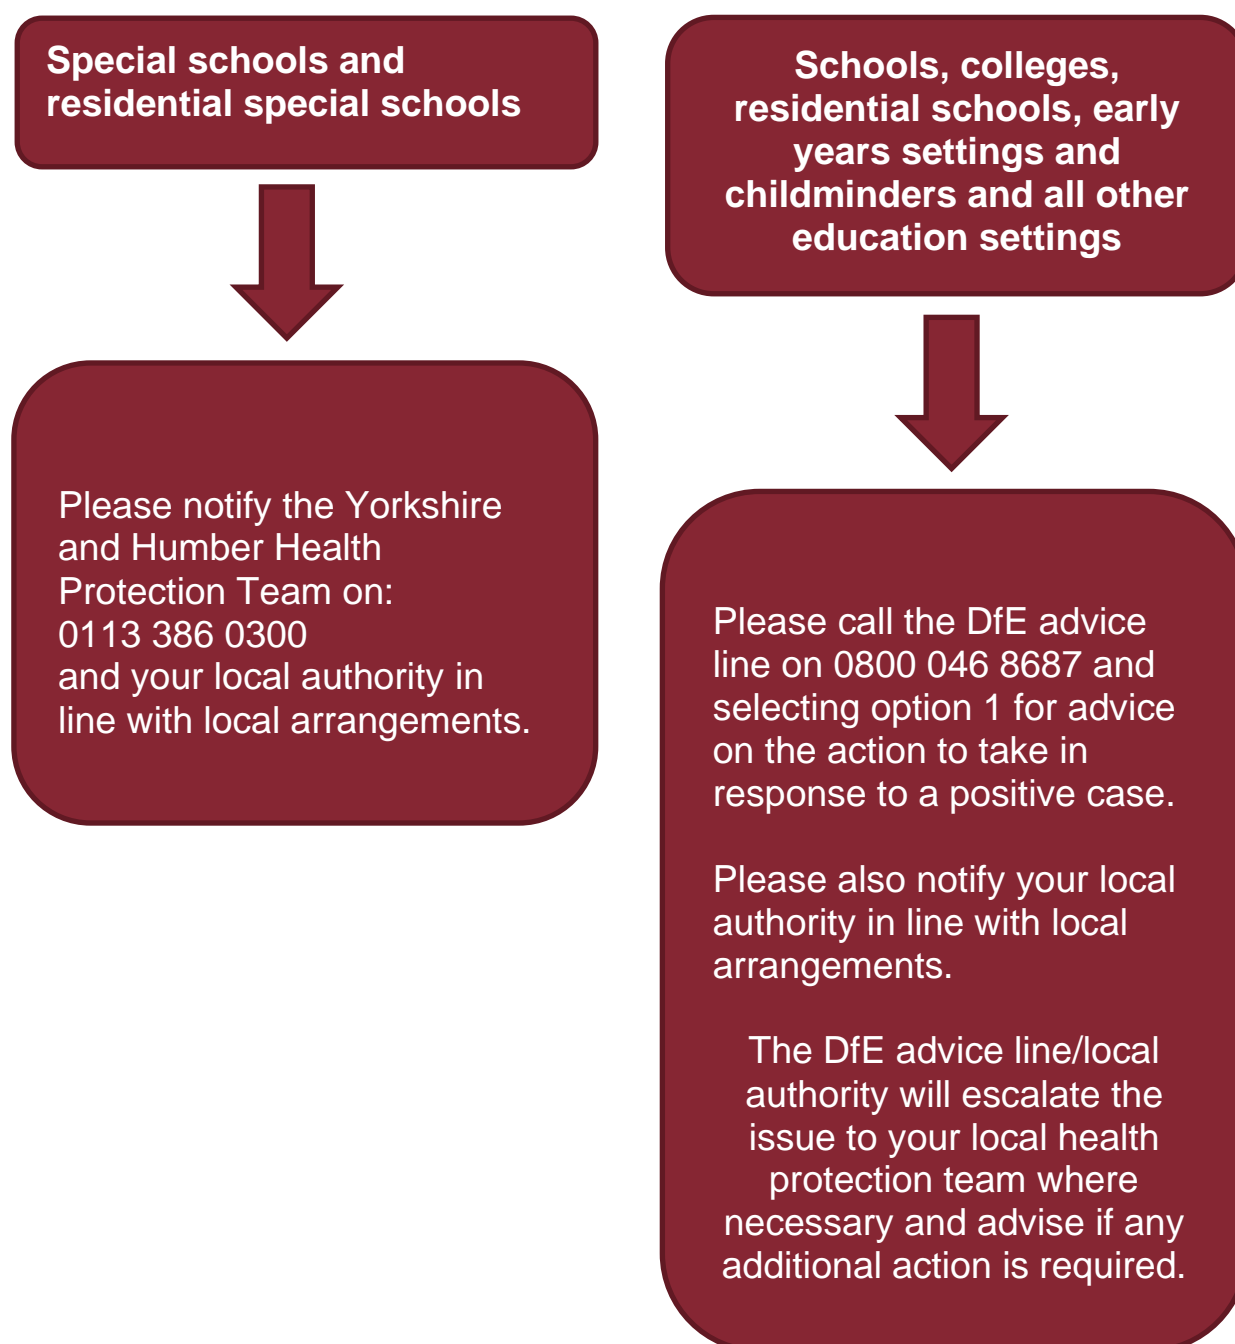 Special schools and
residential special schools
Please notify the Yorkshire
and Humber Health
Protection Team on:
0113 386 0300
and your local authority in
line with local arrangements.
Schools, colleges,
residential schools, early
years settings and
childminders and all other
education settings
Please call the DfE advice
line on 0800 046 8687 and
selecting option 1 for advice
on the action to take in
response to a positive case.
Please also notify your local
authority in line with local
arrangements.
The DfE advice line/local
authority will escalate the
issue to your local health
protection team where
necessary and advise if any
additional action is required.